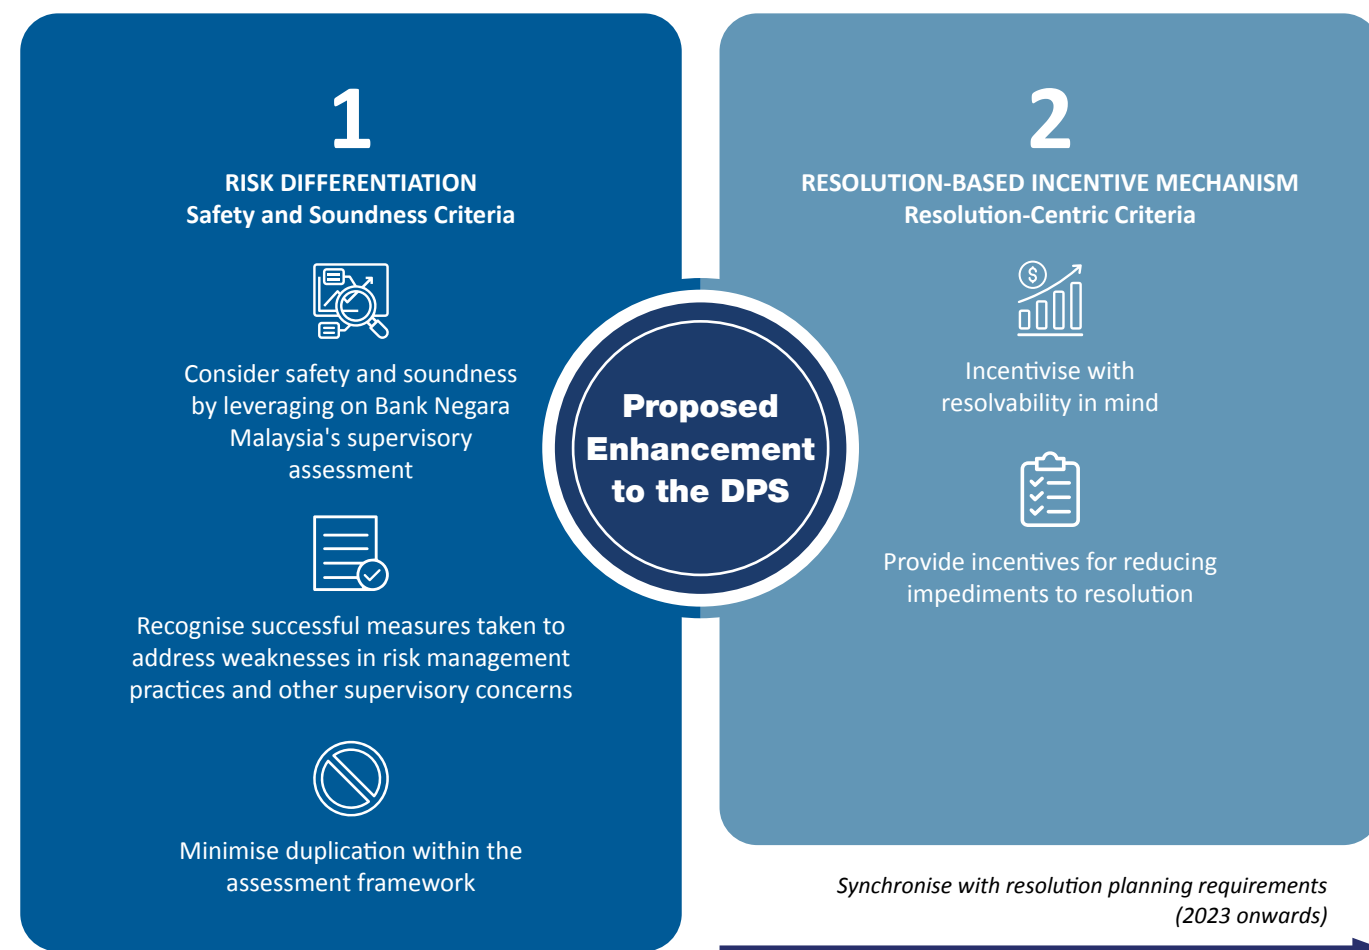 1
RISK DIFFERENTIATION
Safety and Soundness Criteria
Consider safety and soundness
by leveraging on Bank Negara
Malaysia's supervisory
assessment
Recognise successful measures taken to
address weaknesses in risk management
practices and other supervisory concerns
Minimise duplication within the
assessment framework
Proposed
Enhancement
to the DPS
2
RESOLUTION-BASED INCENTIVE MECHANISM
Resolution-Centric Criteria
$
Incentivise with
resolvability in mind
Provide incentives for reducing
impediments to resolution
Synchronise with resolution planning requirements
(2023 onwards)